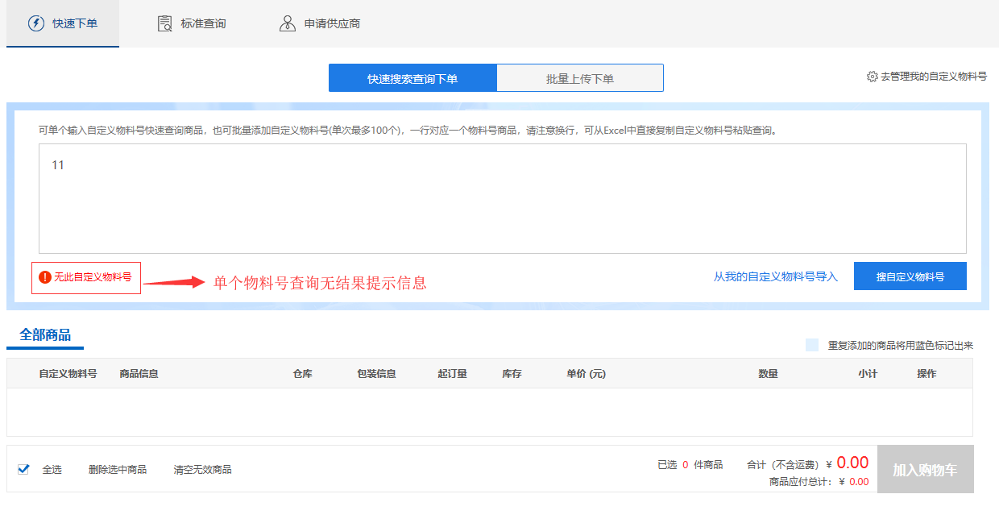 快速下单 标准查询 申请供应商
快速搜索查询下单 批量上传下单 去管理我的自定义物料号
可单个输入自定义物料号快速查询商品，也可批量添加自定义物料号(单次最多100个)，一行对应一个物料号商品，请注意换行，可从Excel中直接复制自定义物料号粘贴查询。
11
无此自定义物料号 单个物料号查询无结果提示信息 从我的自定义物料号导入 搜自定义物料号
全部商品
重复添加的商品将用蓝色标记出来
自定义物料号 商品信息 仓库 包装信息 起订量 库存 单价 (元) 数量 小计 操作
全选 删除选中商品 清空无效商品 已选 0 件商品 合计（不含运费）¥ 0.00 加入购物车
商品应付总计：¥ 0.00